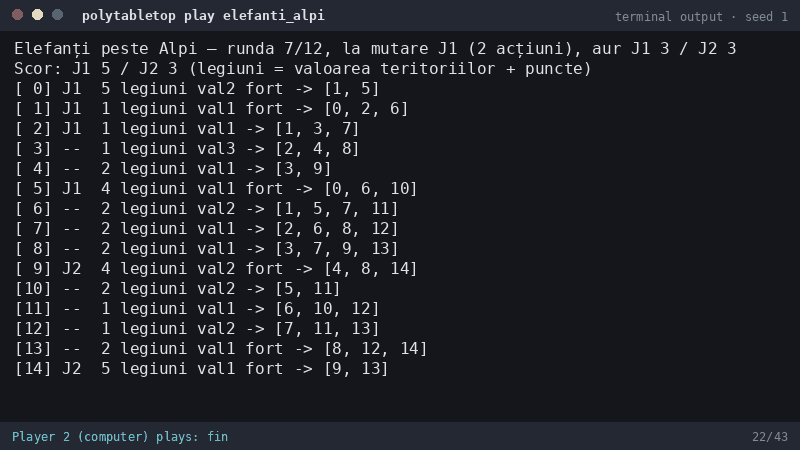 polytabletop play elefanti_alpi
terminal output · seed 1
Elefanți peste Alpi — runda 7/12, la mutare J1 (2 acțiuni), aur J1 3 / J2 3
Scor: J1 5 / J2 3 (legiuni = valoarea teritoriilor + puncte)
[ 0] J1  5 legiuni val2 fort -> [1, 5]
[ 1] J1  1 legiuni val1 fort -> [0, 2, 6]
[ 2] J1  1 legiuni val1 -> [1, 3, 7]
[ 3] --  1 legiuni val3 -> [2, 4, 8]
[ 4] --  2 legiuni val1 -> [3, 9]
[ 5] J1  4 legiuni val1 fort -> [0, 6, 10]
[ 6] --  2 legiuni val2 -> [1, 5, 7, 11]
[ 7] --  2 legiuni val1 -> [2, 6, 8, 12]
[ 8] --  2 legiuni val1 -> [3, 7, 9, 13]
[ 9] J2  4 legiuni val2 fort -> [4, 8, 14]
[10] --  2 legiuni val2 -> [5, 11]
[11] --  1 legiuni val1 -> [6, 10, 12]
[12] --  1 legiuni val2 -> [7, 11, 13]
[13] --  2 legiuni val1 fort -> [8, 12, 14]
[14] J2  5 legiuni val1 fort -> [9, 13]
Player 2 (computer) plays: fin
22/43